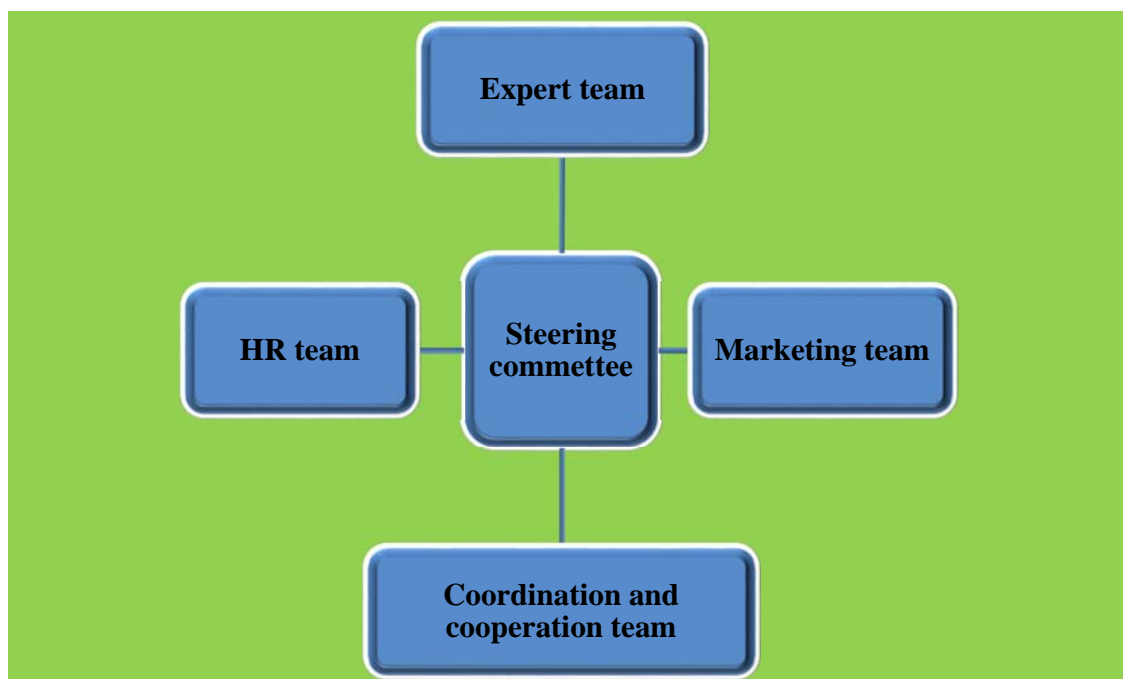 Expert team
HR team
Steering
commettee
Marketing team
Coordination and
cooperation team